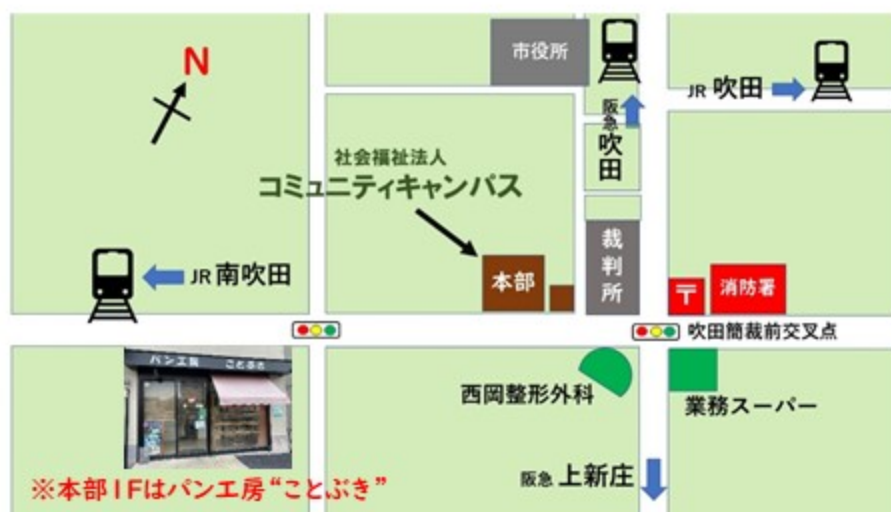 N
市役所
JR 吹田
阪急
吹田
社会福祉法人
コミュニティキャンパス
本部
裁判所
〒
消防署
JR 南吹田
吹田簡裁前交叉点
パン工房 ことぶき
西岡整形外科
業務スーパー
阪急 上新庄
※本部1Fはパン工房“ことぶき”